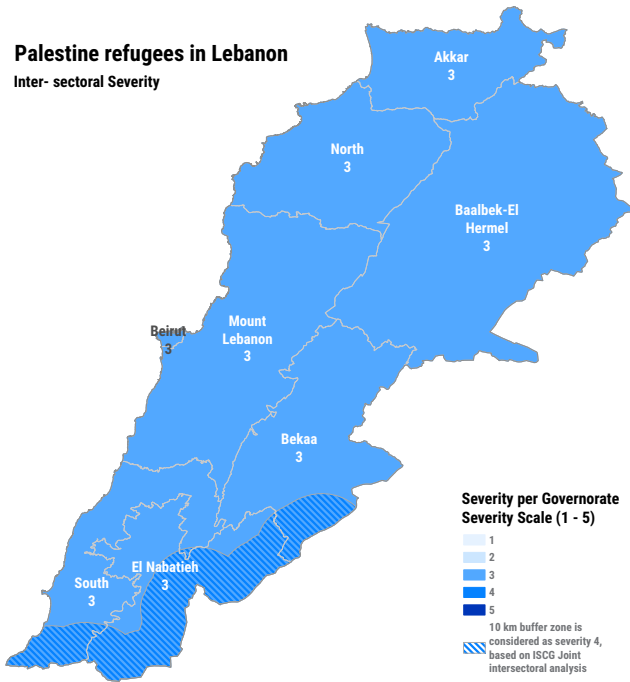 Palestine refugees in Lebanon
Inter- sectoral Severity
Akkar
3
North
3
Baalbek-El
Hermel
3
Beirut
3
Mount
Lebanon
3
Bekaa
3
El Nabatieh
3
South
3
Severity per Governorate
Severity Scale (1 - 5)
1
2
3
4
5
10 km buffer zone is
considered as severity 4,
based on ISCG Joint
intersectoral analysis